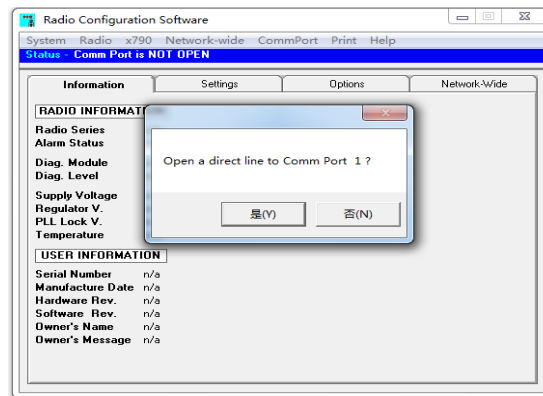 Radio Configuration Software
System Radio x790 Network-wide CommPort Print Help
Status - Comm Port is NOT OPEN
Information Settings Options Network-Wide
RADIO INFORMAT
Radio Series
Alarm Status
Diag. Module
Diag. Level
Supply Voltage
Regulator V.
PLL Lock V.
Temperature
Open a direct line to Comm Port 1 ?
是(Y) 否(N)
USER INFORMATION
Serial Number n/a
Manufacture Date n/a
Hardware Rev. n/a
Software Rev. n/a
Owner's Name n/a
Owner's Message n/a